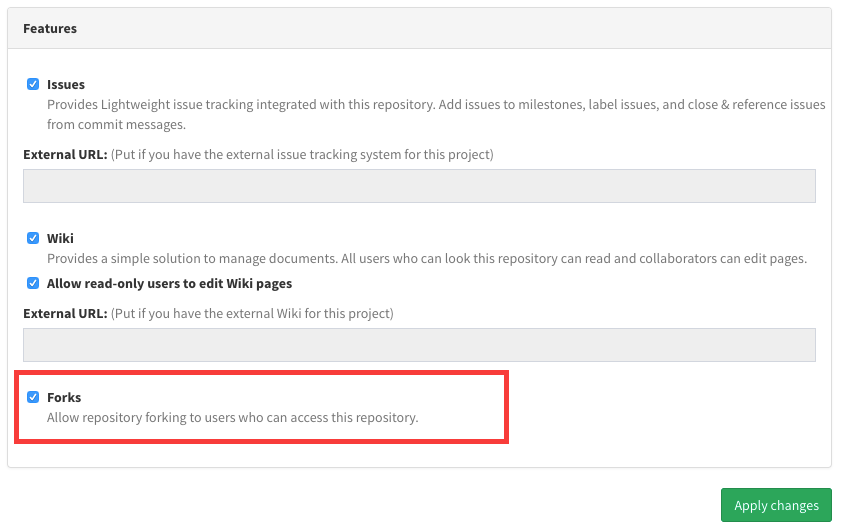 Features
Issues
Provides Lightweight issue tracking integrated with this repository. Add issues to milestones, label issues, and close & reference issues
from commit messages.
External URL: (Put if you have the external issue tracking system for this project)
Wiki
Provides a simple solution to manage documents. All users who can look this repository can read and collaborators can edit pages.
Allow read-only users to edit Wiki pages
External URL: (Put if you have the external Wiki for this project)
Forks
Allow repository forking to users who can access this repository.
Apply changes